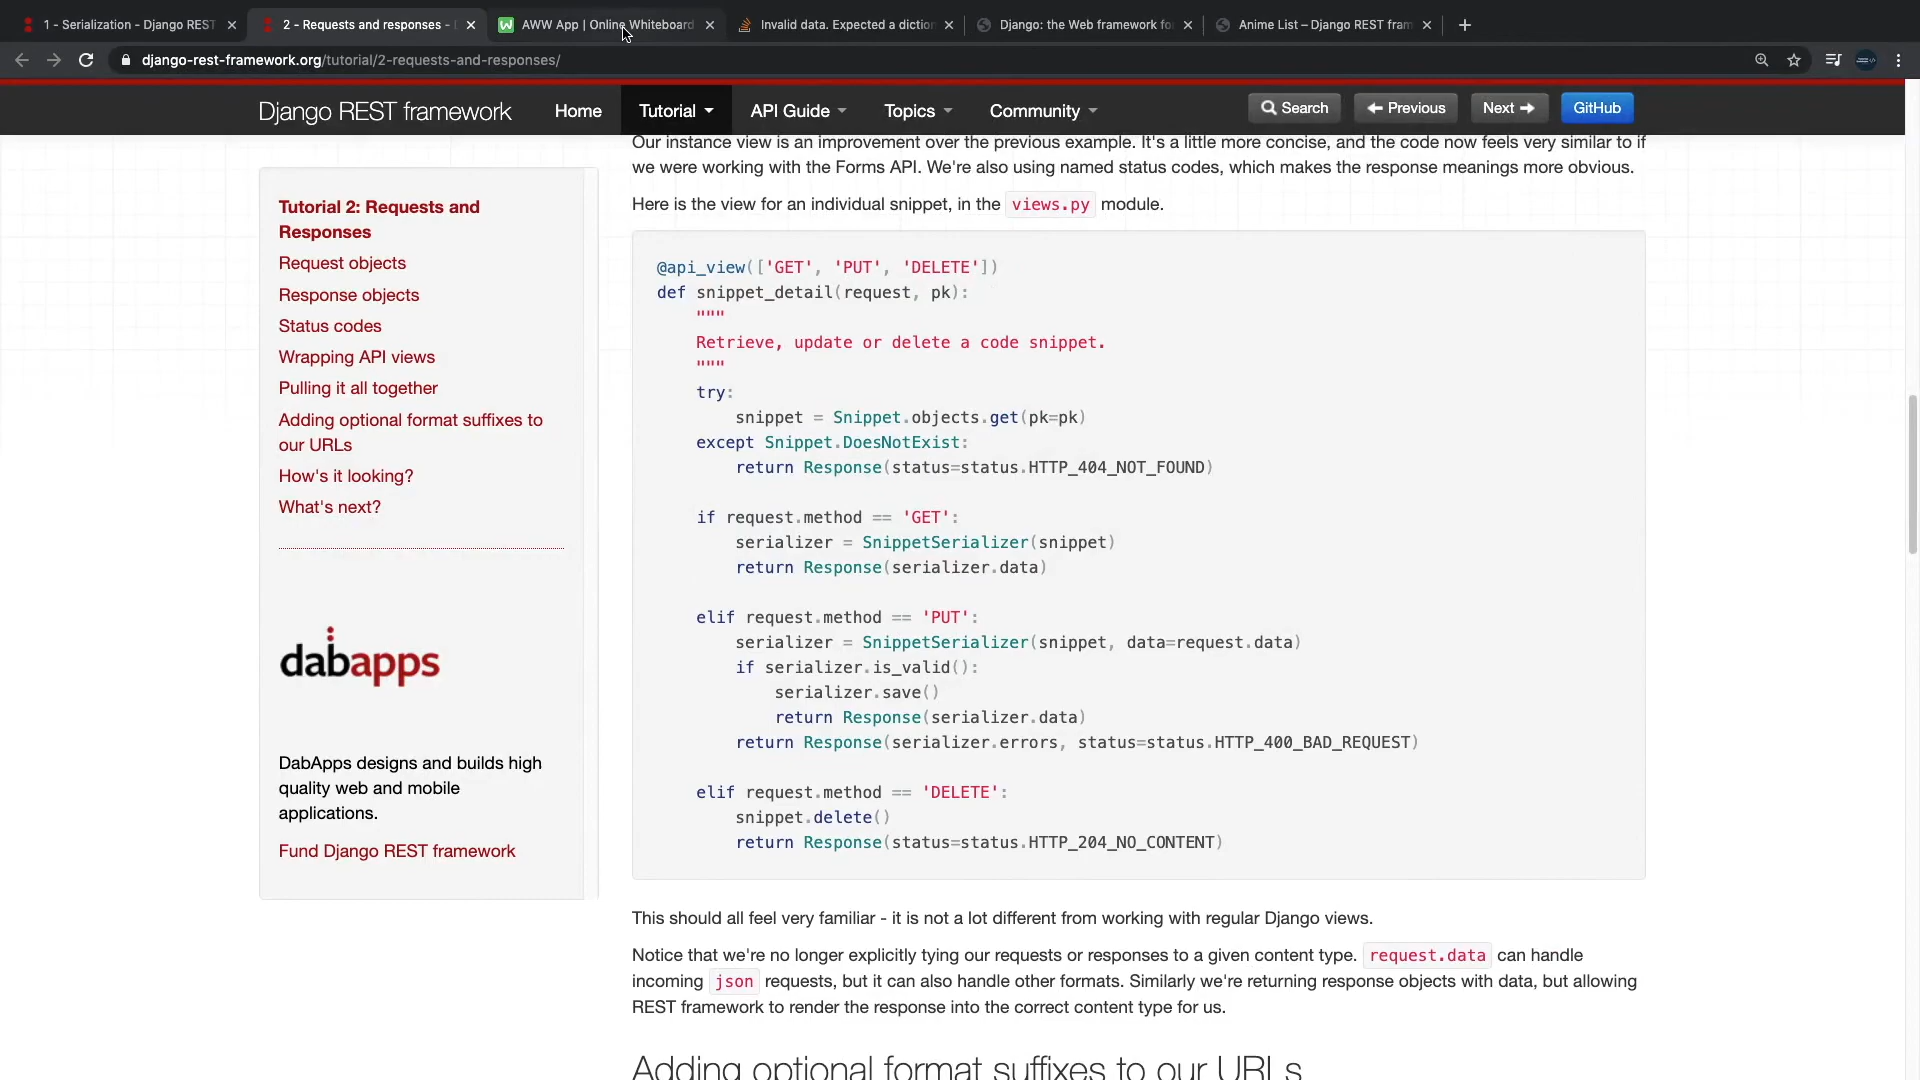 1 - Serialization - Django REST
2 - Requests and responses -
AWW App | Online Whiteboard
Invalid data. Expected a diction
Django: the Web framework fo
Anime List – Django REST fram
django-rest-framework.org/tutorial/2-requests-and-responses/
Django REST framework
Home
Tutorial
API Guide
Topics
Community
Search
Previous
Next
GitHub
Our instance view is an improvement over the previous example. It's a little more concise, and the code now feels very similar to if
we were working with the Forms API. We're also using named status codes, which makes the response meanings more obvious.
Here is the view for an individual snippet, in the views.py module.
Tutorial 2: Requests and
Responses
Request objects
Response objects
Status codes
Wrapping API views
Pulling it all together
Adding optional format suffixes to
our URLs
How's it looking?
What's next?
dabapps
DabApps designs and builds high
quality web and mobile
applications.
Fund Django REST framework
@api_view(['GET', 'PUT', 'DELETE'])
def snippet_detail(request, pk):
"""
Retrieve, update or delete a code snippet.
"""
try:
snippet = Snippet.objects.get(pk=pk)
except Snippet.DoesNotExist:
return Response(status=status.HTTP_404_NOT_FOUND)
if request.method == 'GET':
serializer = SnippetSerializer(snippet)
return Response(serializer.data)
elif request.method == 'PUT':
serializer = SnippetSerializer(snippet, data=request.data)
if serializer.is_valid():
serializer.save()
return Response(serializer.data)
return Response(serializer.errors, status=status.HTTP_400_BAD_REQUEST)
elif request.method == 'DELETE':
snippet.delete()
return Response(status=status.HTTP_204_NO_CONTENT)
This should all feel very familiar - it is not a lot different from working with regular Django views.
Notice that we're no longer explicitly tying our requests or responses to a given content type. request.data can handle
incoming json requests, but it can also handle other formats. Similarly we're returning response objects with data, but allowing
REST framework to render the response into the correct content type for us.
Adding optional format suffixes to our URLs